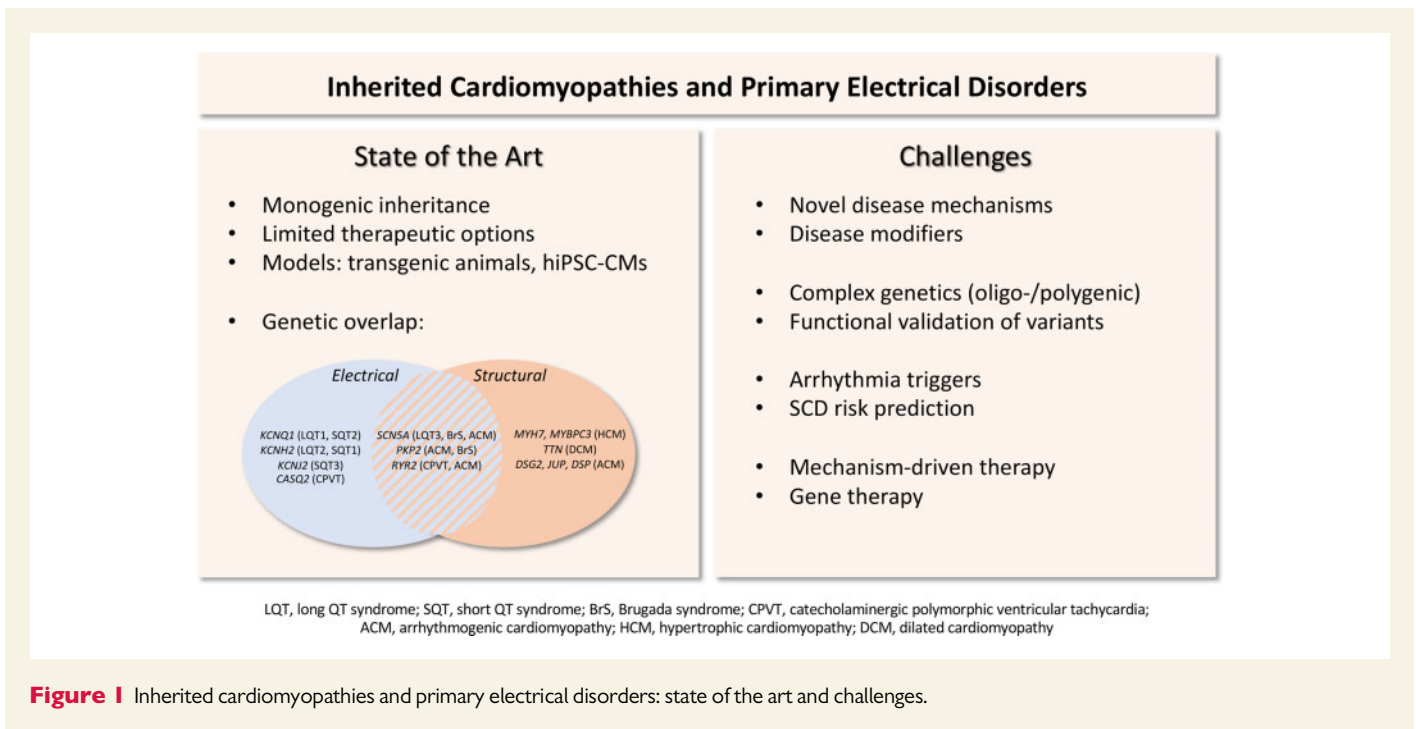 Inherited Cardiomyopathies and Primary Electrical Disorders
State of the Art
• Monogenic inheritance
• Limited therapeutic options
• Models: transgenic animals, hiPSC-CMs
• Genetic overlap:
Electrical
KCNQ1 (LQT1, SQT2)
KCNH2 (LQT2, SQT1)
KCNJ2 (SQT3)
CASQ2 (CPVT)
SCN5A (LQT3, BrS, ACM)
PKP2 (ACM, BrS)
RYR2 (CPVT, ACM)
Structural
MYH7, MYBPC3 (HCM)
TTN (DCM)
DSG2, JUP, DSP (ACM)
Challenges
• Novel disease mechanisms
• Disease modifiers
• Complex genetics (oligo-/polygenic)
• Functional validation of variants
• Arrhythmia triggers
• SCD risk prediction
• Mechanism-driven therapy
• Gene therapy
LQT, long QT syndrome; SQT, short QT syndrome; BrS, Brugada syndrome; CPVT, catecholaminergic polymorphic ventricular tachycardia;
ACM, arrhythmogenic cardiomyopathy; HCM, hypertrophic cardiomyopathy; DCM, dilated cardiomyopathy
Figure 1 Inherited cardiomyopathies and primary electrical disorders: state of the art and challenges.